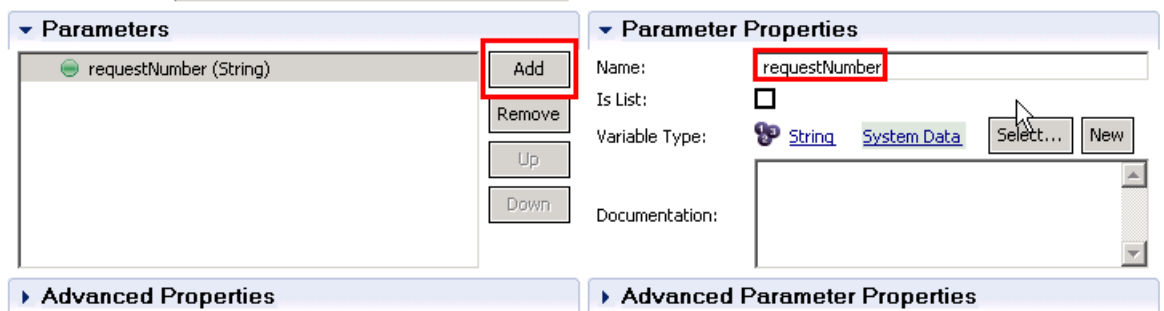 Parameters
requestNumber (String)
Add
Remove
Up
Down
Advanced Properties
Parameter Properties
Name: requestNumber
Is List:
Variable Type: String System Data Select... New
Documentation:
Advanced Parameter Properties